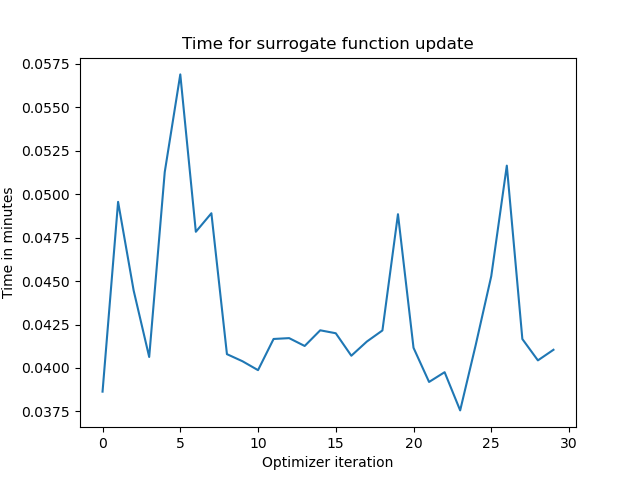 Time for surrogate function update
0.0575
0.0550
0.0525
0.0500
0.0475
0.0450
0.0425
0.0400
0.0375
Time in minutes
0 5 10 15 20 25 30
Optimizer iteration